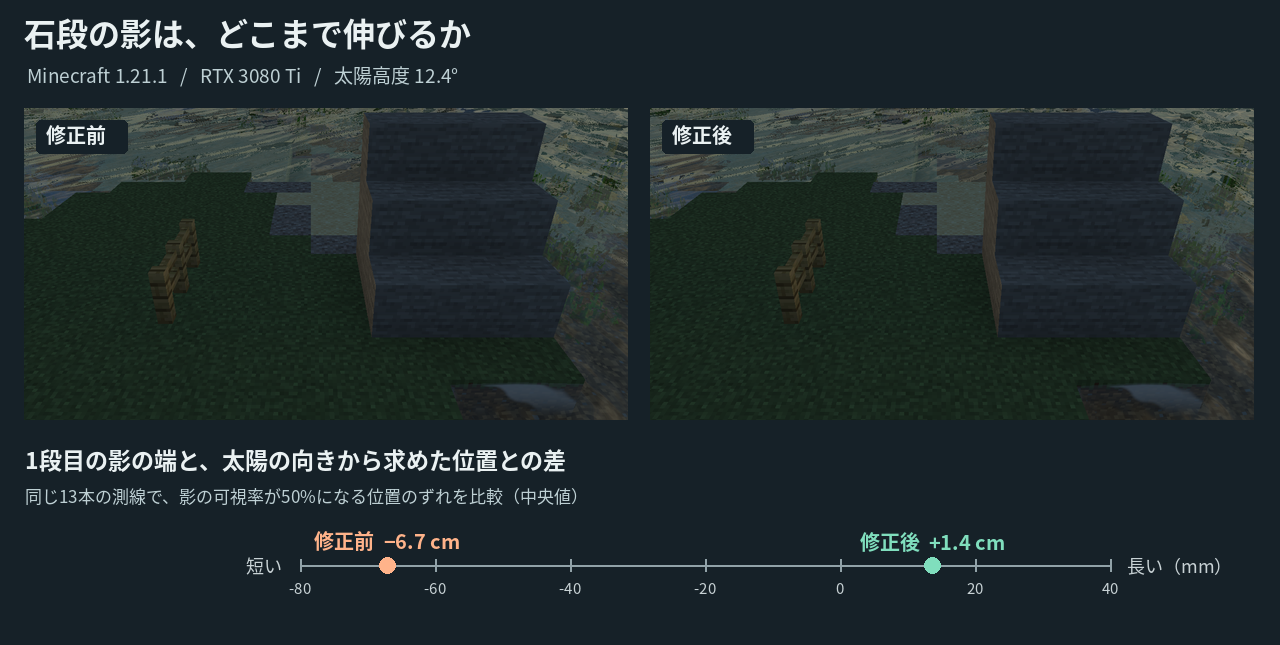 石段の影は、どこまで伸びるか
Minecraft 1.21.1 / RTX 3080 Ti / 太陽高度 12.4°
修正前
修正後
1段目の影の端と、太陽の向きから求めた位置との差
同じ13本の測線で、影の可視率が50%になる位置のずれを比較（中央値）
修正前 −6.7 cm
修正後 +1.4 cm
短い
長い（mm）
-80 -60 -40 -20 0 20 40